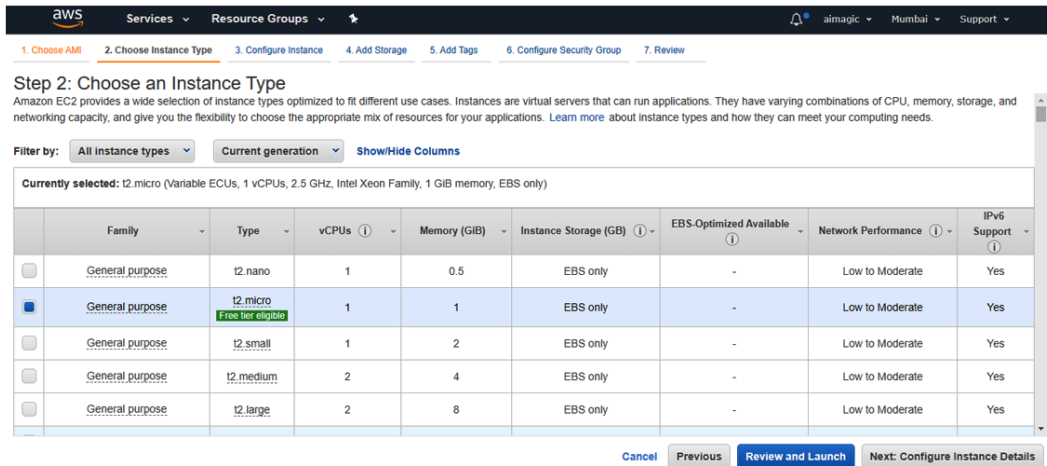 aws Services Resource Groups aimagic Mumbai Support
1. Choose AMI 2. Choose Instance Type 3. Configure Instance 4. Add Storage 5. Add Tags 6. Configure Security Group 7. Review
Step 2: Choose an Instance Type
Amazon EC2 provides a wide selection of instance types optimized to fit different use cases. Instances are virtual servers that can run applications. They have varying combinations of CPU, memory, storage, and
networking capacity, and give you the flexibility to choose the appropriate mix of resources for your applications. Learn more about instance types and how they can meet your computing needs.
Filter by: All instance types Current generation Show/Hide Columns
Currently selected: t2.micro (Variable ECUs, 1 vCPUs, 2.5 GHz, Intel Xeon Family, 1 GiB memory, EBS only)
Family Type vCPUs Memory (GiB) Instance Storage (GB) EBS-Optimized Available Network Performance IPv6 Support
General purpose t2.nano 1 0.5 EBS only - Low to Moderate Yes
General purpose t2.micro 1 1 EBS only - Low to Moderate Yes
Free tier eligible
General purpose t2.small 1 2 EBS only - Low to Moderate Yes
General purpose t2.medium 2 4 EBS only - Low to Moderate Yes
General purpose t2.large 2 8 EBS only - Low to Moderate Yes
Cancel Previous Review and Launch Next: Configure Instance Details